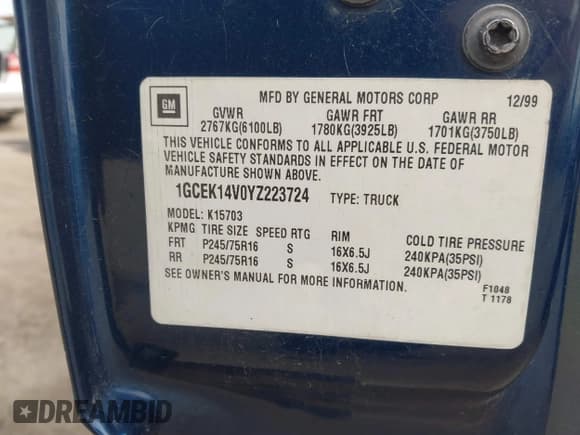 GM
MFD BY GENERAL MOTORS CORP 12/99
GVWR GAWR FRT GAWR RR
2767KG(6100LB) 1780KG(3925LB) 1701KG(3750LB)
THIS VEHICLE CONFORMS TO ALL APPLICABLE U.S. FEDERAL MOTOR
VEHICLE SAFETY STANDARDS IN EFFECT ON THE DATE OF
MANUFACTURE SHOWN ABOVE.
1GCEK14V0YZ223724 TYPE: TRUCK
MODEL: K15703
KPMG TIRE SIZE SPEED RTG RIM COLD TIRE PRESSURE
FRT P245/75R16 S 16X6.5J 240KPA(35PSI)
RR P245/75R16 S 16X6.5J 240KPA(35PSI)
SEE OWNER'S MANUAL FOR MORE INFORMATION.
F1048
T 1178
DREAMBID